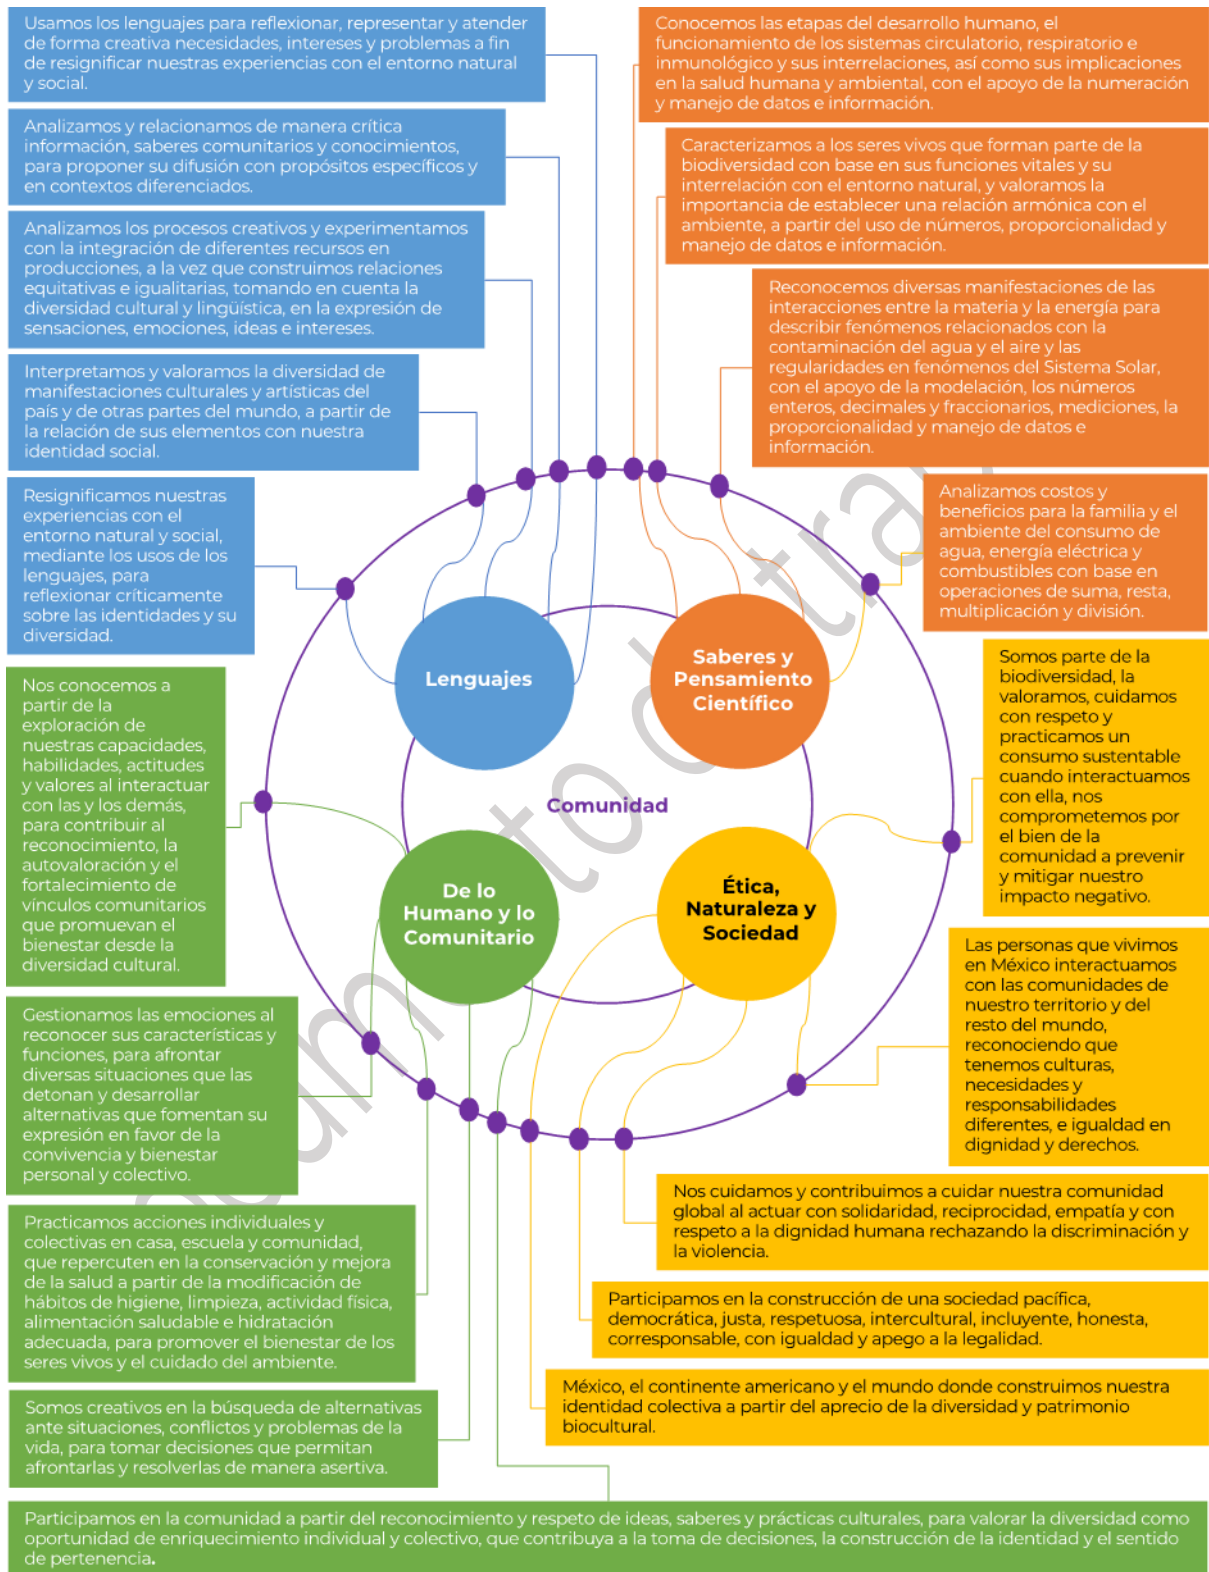 Usamos los lenguajes para reflexionar, representar y atender
de forma creativa necesidades, intereses y problemas a fin
de resignificar nuestras experiencias con el entorno natural
y social.
Analizamos y relacionamos de manera crítica
información, saberes comunitarios y conocimientos,
para proponer su difusión con propósitos específicos y
en contextos diferenciados.
Analizamos los procesos creativos y experimentamos
con la integración de diferentes recursos en
producciones, a la vez que construimos relaciones
equitativas e igualitarias, tomando en cuenta la
diversidad cultural y lingüística, en la expresión de
sensaciones, emociones, ideas e intereses.
Interpretamos y valoramos la diversidad de
manifestaciones culturales y artísticas del
país y de otras partes del mundo, a partir de
la relación de sus elementos con nuestra
identidad social.
Resignificamos nuestras
experiencias con el
entorno natural y social,
mediante los usos de los
lenguajes, para
reflexionar críticamente
sobre las identidades y su
diversidad.
Conocemos las etapas del desarrollo humano, el
funcionamiento de los sistemas circulatorio, respiratorio e
inmunológico y sus interrelaciones, así como sus implicaciones
en la salud humana y ambiental, con el apoyo de la numeración
y manejo de datos e información.
Caracterizamos a los seres vivos que forman parte de la
biodiversidad con base en sus funciones vitales y su
interrelación con el entorno natural, y valoramos la
importancia de establecer una relación armónica con el
ambiente, a partir del uso de números, proporcionalidad y
manejo de datos e información.
Reconocemos diversas manifestaciones de las
interacciones entre la materia y la energía para
describir fenómenos relacionados con la
contaminación del agua y el aire y las
regularidades en fenómenos del Sistema Solar,
con el apoyo de la modelación, los números
enteros, decimales y fraccionarios, mediciones, la
proporcionalidad y manejo de datos e
información.
Analizamos costos y
beneficios para la familia y el
ambiente del consumo de
agua, energía eléctrica y
combustibles con base en
operaciones de suma, resta,
multiplicación y división.
Lenguajes
Saberes y
Pensamiento
Científico
Comunidad
De lo
Humano y lo
Comunitario
Ética,
Naturaleza y
Sociedad
Nos conocemos a
partir de la
exploración de
nuestras capacidades,
habilidades, actitudes
y valores al interactuar
con las y los demás,
para contribuir al
reconocimiento, la
autovaloración y el
fortalecimiento de
vínculos comunitarios
que promuevan el
bienestar desde la
diversidad cultural.
Gestionamos las emociones al
reconocer sus características y
funciones, para afrontar
diversas situaciones que las
detonan y desarrollar
alternativas que fomentan su
expresión en favor de la
convivencia y bienestar
personal y colectivo.
Practicamos acciones individuales y
colectivas en casa, escuela y comunidad,
que repercuten en la conservación y mejora
de la salud a partir de la modificación de
hábitos de higiene, limpieza, actividad física,
alimentación saludable e hidratación
adecuada, para promover el bienestar de los
seres vivos y el cuidado del ambiente.
Somos creativos en la búsqueda de alternativas
ante situaciones, conflictos y problemas de la
vida, para tomar decisiones que permitan
afrontarlas y resolverlas de manera asertiva.
Somos parte de la
biodiversidad, la
valoramos, cuidamos
con respeto y
practicamos un
consumo sustentable
cuando interactuamos
con ella, nos
comprometemos por
el bien de la
comunidad a prevenir
y mitigar nuestro
impacto negativo.
Las personas que vivimos
en México interactuamos
con las comunidades de
nuestro territorio y del
resto del mundo,
reconociendo que
tenemos culturas,
necesidades y
responsabilidades
diferentes, e igualdad en
dignidad y derechos.
Nos cuidamos y contribuimos a cuidar nuestra comunidad
global al actuar con solidaridad, reciprocidad, empatía y con
respeto a la dignidad humana rechazando la discriminación y
la violencia.
Participamos en la construcción de una sociedad pacífica,
democrática, justa, respetuosa, intercultural, incluyente, honesta,
corresponsable, con igualdad y apego a la legalidad.
México, el continente americano y el mundo donde construimos nuestra
identidad colectiva a partir del aprecio de la diversidad y patrimonio
biocultural.
Participamos en la comunidad a partir del reconocimiento y respeto de ideas, saberes y prácticas culturales, para valorar la diversidad como
oportunidad de enriquecimiento individual y colectivo, que contribuya a la toma de decisiones, la construcción de la identidad y el sentido
de pertenencia.